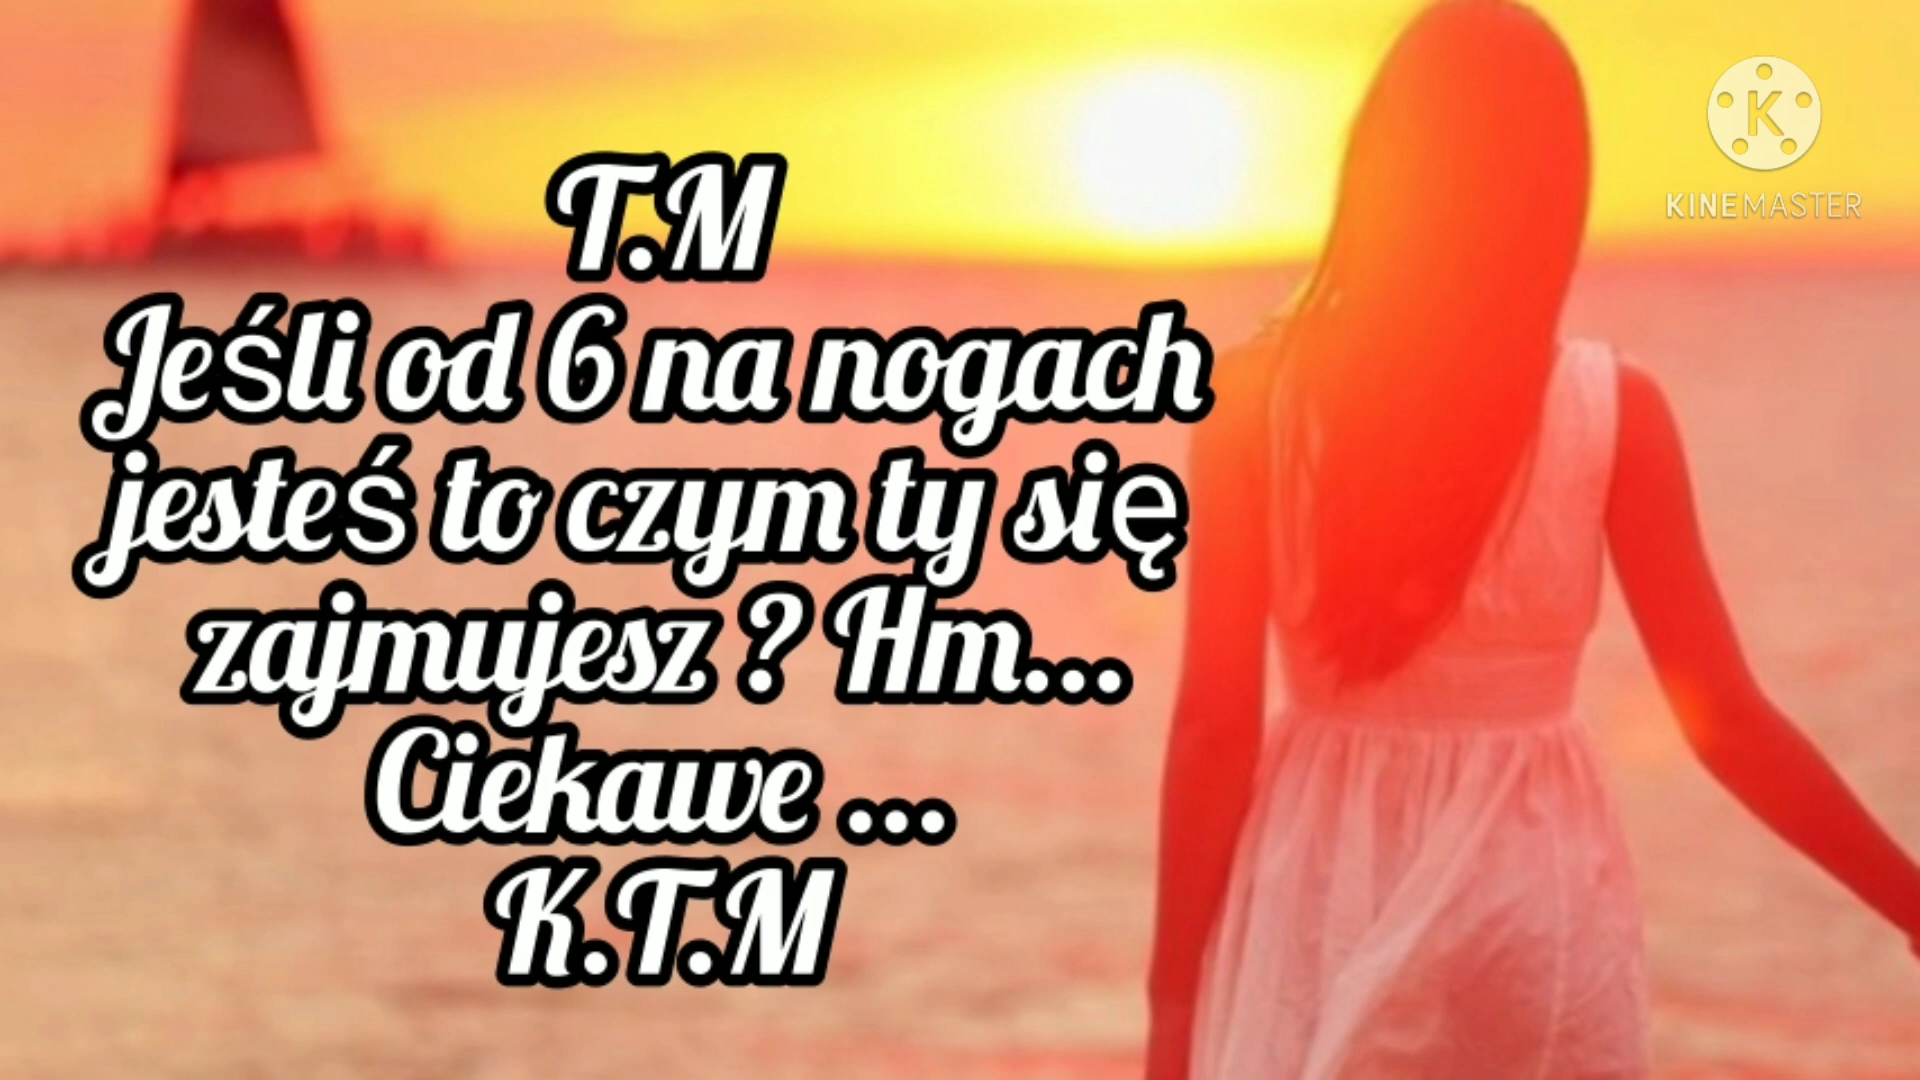 T.M
Jeśli od 6 na nogach
jesteś to czym ty się
zajmujesz ? Hm...
Ciekawe ...
K.T.M
K
KINEMASTER